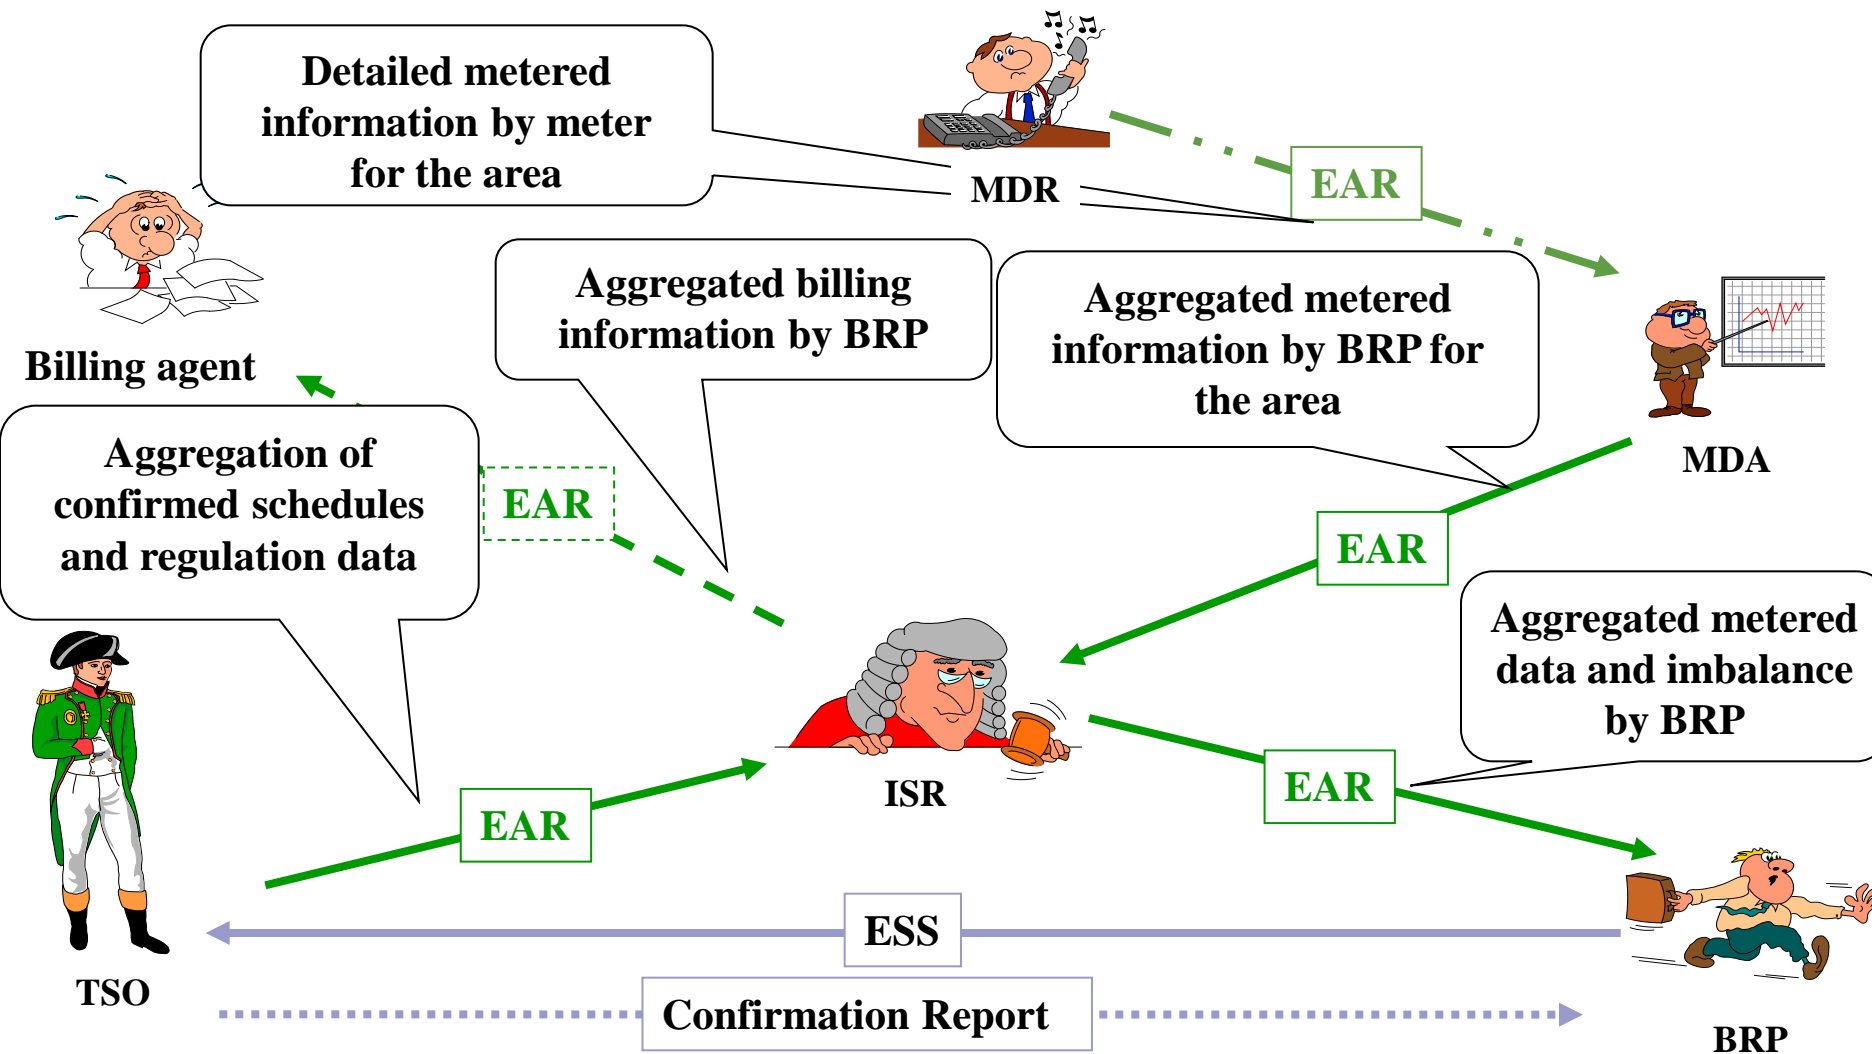 Detailed metered
information by meter
for the area
MDR
EAR
Billing agent
Aggregated billing
information by BRP
Aggregated metered
information by BRP for
the area
MDA
Aggregation of
confirmed schedules
and regulation data
EAR
EAR
Aggregated metered
data and imbalance
by BRP
ISR
EAR
EAR
TSO
ESS
Confirmation Report
BRP